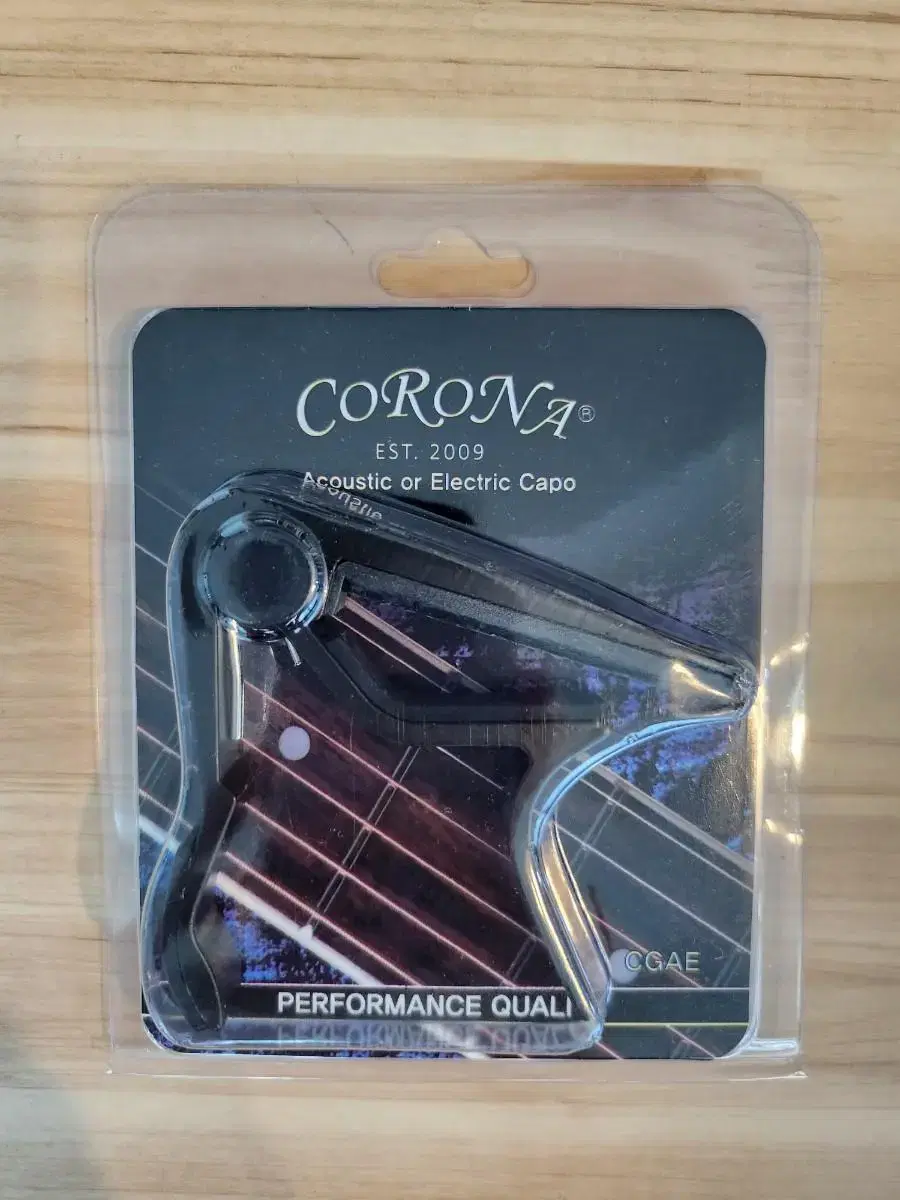 CORONA®
EST. 2009
Acoustic or Electric Capo
CGAE
PERFORMANCE QUALI